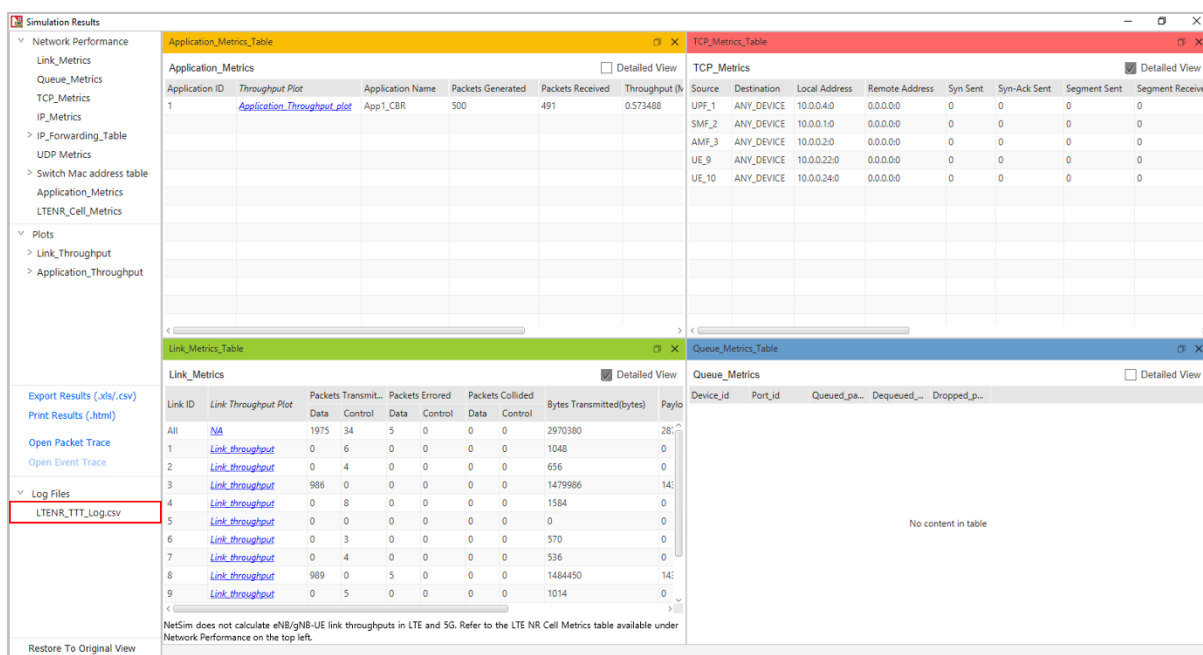 Simulation Results
Network Performance
Link_Metrics
Queue_Metrics
TCP_Metrics
IP_Metrics
> IP_Forwarding_Table
UDP Metrics
> Switch Mac address table
Application_Metrics
LTENR_Cell_Metrics
Plots
> Link_Throughput
> Application_Throughput
Export Results (.xls/.csv)
Print Results (.html)
Open Packet Trace
Open Event Trace
Log Files
LTENR_TTT_Log.csv
Restore To Original View
Application_Metrics_Table
Application_Metrics Detailed View
Application ID Throughput Plot Application Name Packets Generated Packets Received Throughput (M
1 Application_Throughput_plot App1_CBR 500 491 0.573488
TCP_Metrics_Table
TCP_Metrics Detailed View
Source Destination Local Address Remote Address Syn Sent Syn-Ack Sent Segment Sent Segment Receive
UPF_1 ANY_DEVICE 10.0.0.4:0 0.0.0.0:0 0 0 0 0
SMF_2 ANY_DEVICE 10.0.0.1:0 0.0.0.0:0 0 0 0 0
AMF_3 ANY_DEVICE 10.0.0.2:0 0.0.0.0:0 0 0 0 0
UE_9 ANY_DEVICE 10.0.0.22:0 0.0.0.0:0 0 0 0 0
UE_10 ANY_DEVICE 10.0.0.24:0 0.0.0.0:0 0 0 0 0
Link_Metrics_Table
Link_Metrics Detailed View
Link ID Link Throughput Plot Packets Transmit... Packets Errored Packets Collided Bytes Transmitted(bytes) Paylo
Data Control Data Control Data Control
All NA 1975 34 5 0 0 0 2970380 287
1 Link_throughput 0 6 0 0 0 0 1048 0
2 Link_throughput 0 4 0 0 0 0 656 0
3 Link_throughput 986 0 0 0 0 0 1479986 143
4 Link_throughput 0 8 0 0 0 0 1584 0
5 Link_throughput 0 0 0 0 0 0 0 0
6 Link_throughput 0 3 0 0 0 0 570 0
7 Link_throughput 0 4 0 0 0 0 536 0
8 Link_throughput 989 0 5 0 0 0 1484450 143
9 Link_throughput 0 5 0 0 0 0 1014 0
NetSim does not calculate eNB/gNB-UE link throughputs in LTE and 5G. Refer to the LTE NR Cell Metrics table available under
Network Performance on the top left.
Queue_Metrics_Table
Queue_Metrics Detailed View
Device_id Port_id Queued_pa... Dequeued_... Dropped_p...
No content in table